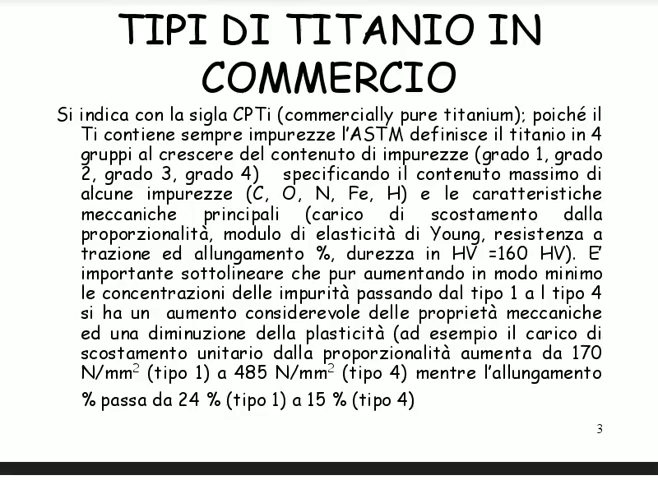 TIPI DI TITANIO IN
COMMERCIO
Si indica con la sigla CPTi (commercially pure titanium); poiché il
Ti contiene sempre impurezze l'ASTM definisce il titanio in 4
gruppi al crescere del contenuto di impurezze (grado 1, grado
2, grado 3, grado 4) specificando il contenuto massimo di
alcune impurezze (C, O, N, Fe, H) e le caratteristiche
meccaniche principali (carico di scostamento dalla
proporzionalità, modulo di elasticità di Young, resistenza a
trazione ed allungamento %, durezza in HV =160 HV). E'
importante sottolineare che pur aumentando in modo minimo
le concentrazioni delle impurità passando dal tipo 1 a l tipo 4
si ha un aumento considerevole delle proprietà meccaniche
ed una diminuzione della plasticità (ad esempio il carico di
scostamento unitario dalla proporzionalità aumenta da 170
N/mm² (tipo 1) a 485 N/mm² (tipo 4) mentre l'allungamento
% passa da 24 % (tipo 1) a 15 % (tipo 4)
3